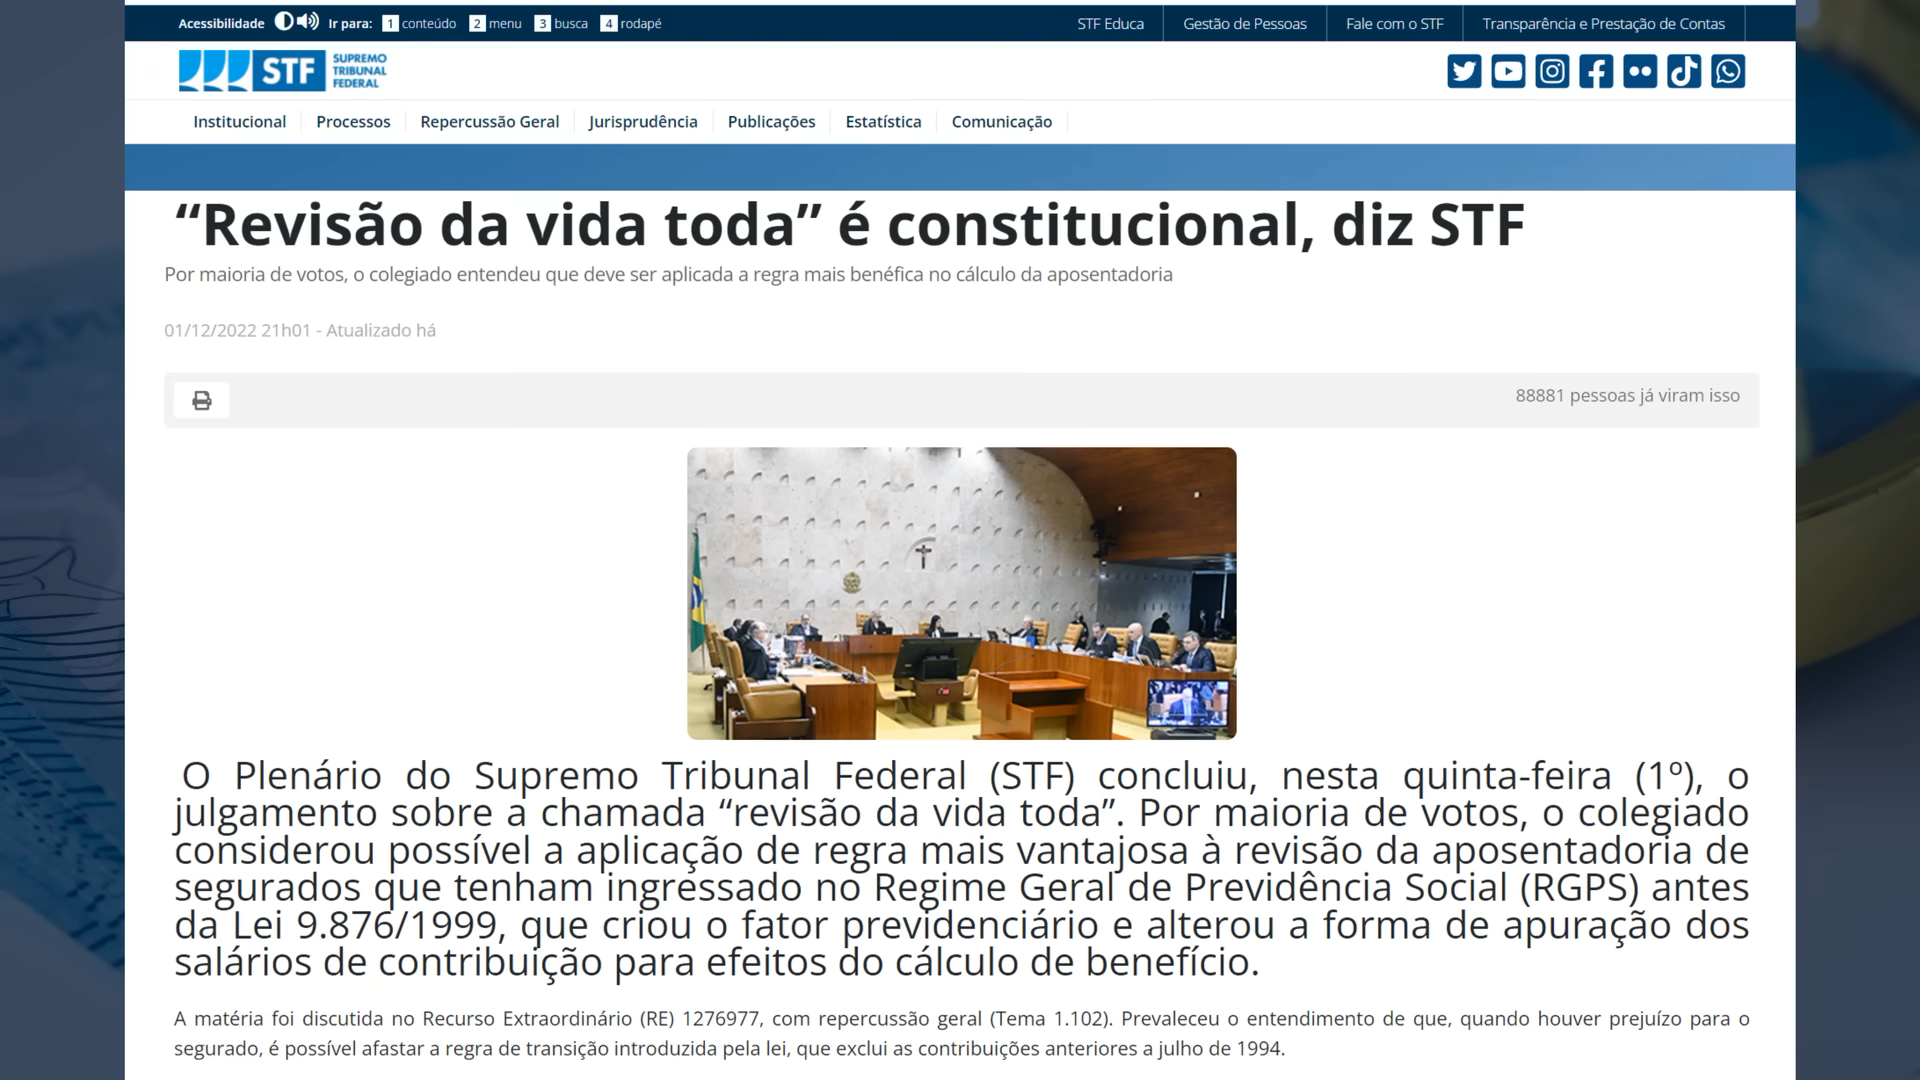 Acessibilidade Ir para: 1 conteúdo 2 menu 3 busca 4 rodapé STF Educa Gestão de Pessoas Fale com o STF Transparência e Prestação de Contas
STF SUPREMO
TRIBUNAL
FEDERAL
Institucional Processos Repercussão Geral Jurisprudência Publicações Estatística Comunicação
“Revisão da vida toda” é constitucional, diz STF
Por maioria de votos, o colegiado entendeu que deve ser aplicada a regra mais benéfica no cálculo da aposentadoria
01/12/2022 21h01 - Atualizado há
88881 pessoas já viram isso
O Plenário do Supremo Tribunal Federal (STF) concluiu, nesta quinta-feira (1º), o
julgamento sobre a chamada “revisão da vida toda”. Por maioria de votos, o colegiado
considerou possível a aplicação de regra mais vantajosa à revisão da aposentadoria de
segurados que tenham ingressado no Regime Geral de Previdência Social (RGPS) antes
da Lei 9.876/1999, que criou o fator previdenciário e alterou a forma de apuração dos
salários de contribuição para efeitos do cálculo de benefício.
A matéria foi discutida no Recurso Extraordinário (RE) 1276977, com repercussão geral (Tema 1.102). Prevaleceu o entendimento de que, quando houver prejuízo para o
segurado, é possível afastar a regra de transição introduzida pela lei, que exclui as contribuições anteriores a julho de 1994.